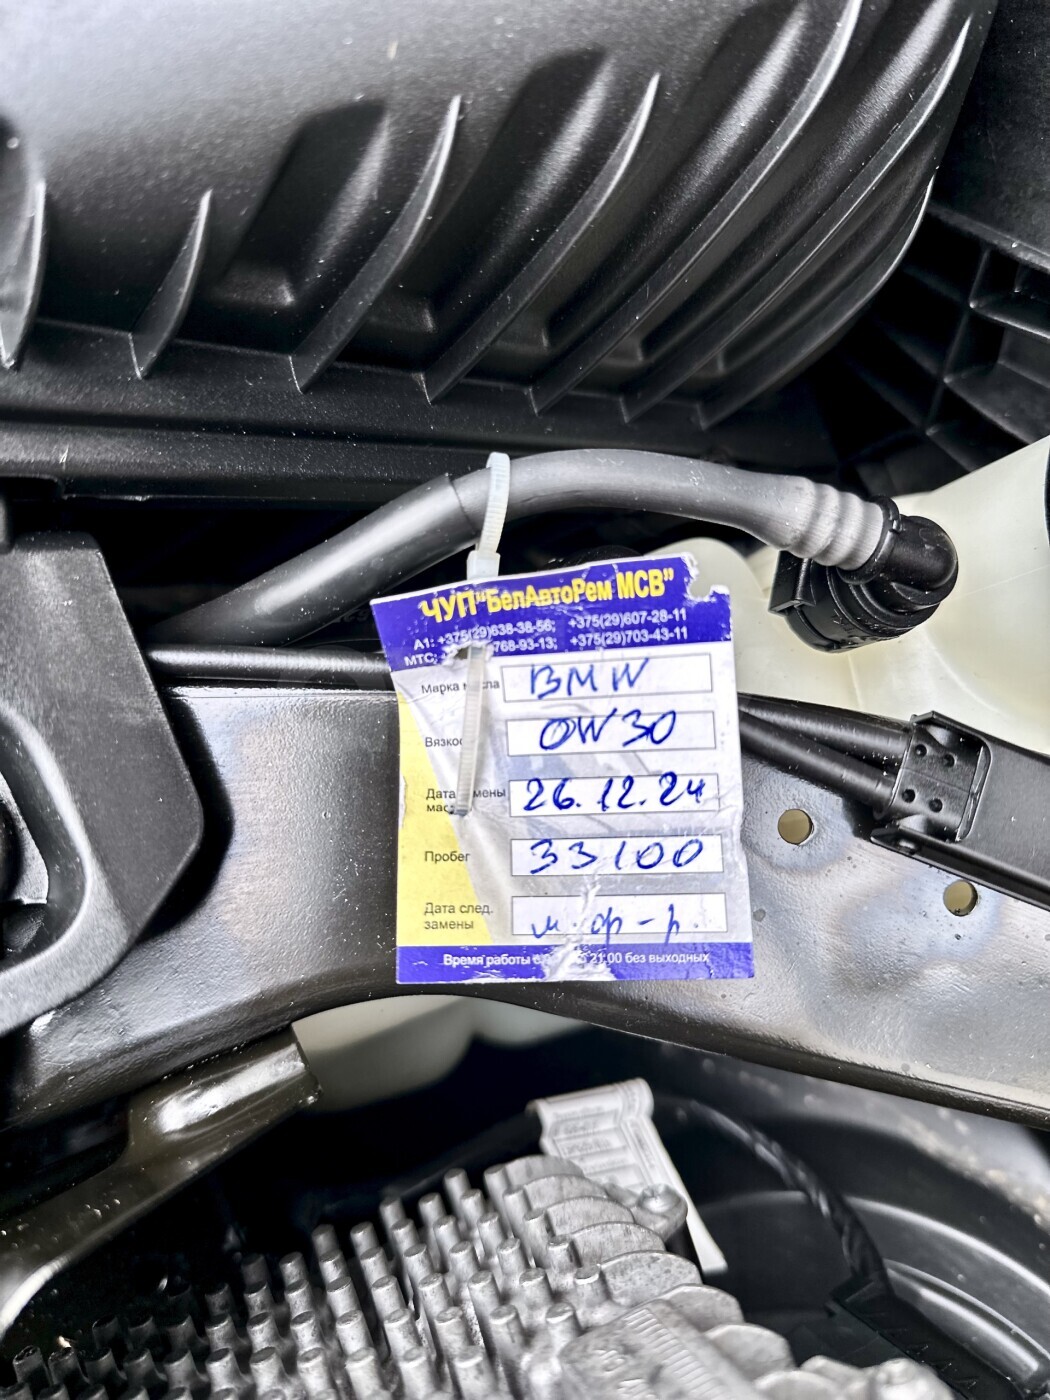 ЧУП "БелАвтоРем МСВ"
А1: +375(29)638-38-56; +375(29)607-28-11
МТС: 768-93-13; +375(29)703-43-11
Марка BMW
0W30
Дата 26.12.24
Пробег 33100
Дата след.
замены м. ф-р.
Время работы 21:00 без выходных